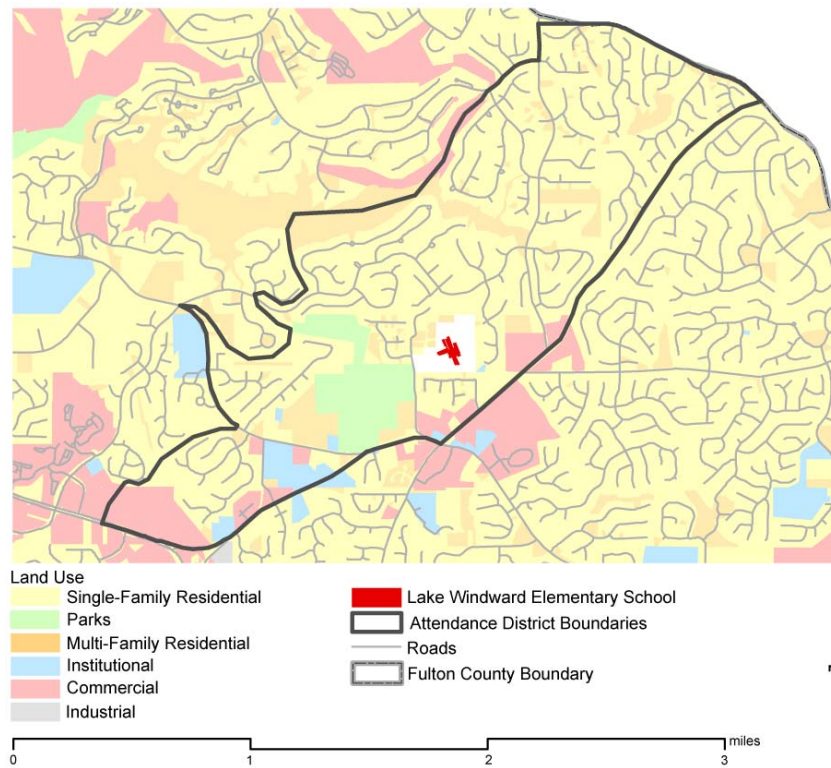 Land Use
Single-Family Residential
Parks
Multi-Family Residential
Institutional
Commercial
Industrial
Lake Windward Elementary School
Attendance District Boundaries
Roads
Fulton County Boundary
miles
0 1 2 3